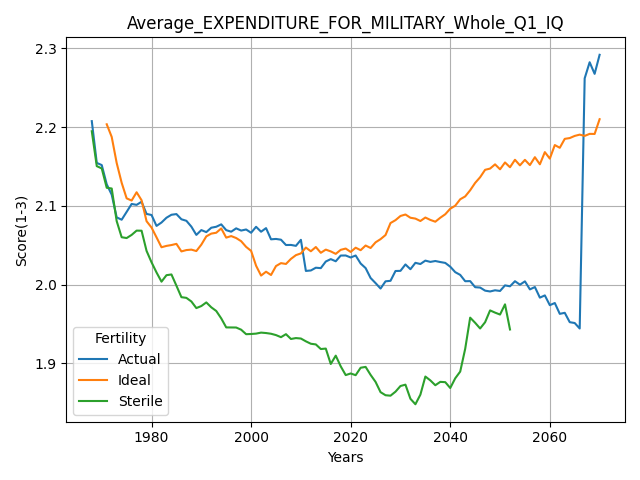 Average_EXPENDITURE_FOR_MILITARY_Whole_Q1_IQ
Score(1-3)
2.3
2.2
2.1
2.0
1.9
Fertility
Actual
Ideal
Sterile
1980
2000
2020
2040
2060
Years